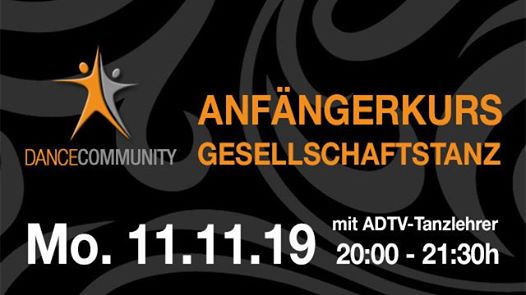 ANFÄNGERKURS
DANCECOMMUNITY
GESELLSCHAFTSTANZ
Mo. 11.11.19
mit ADTV-Tanzlehrer
20:00 - 21:30h